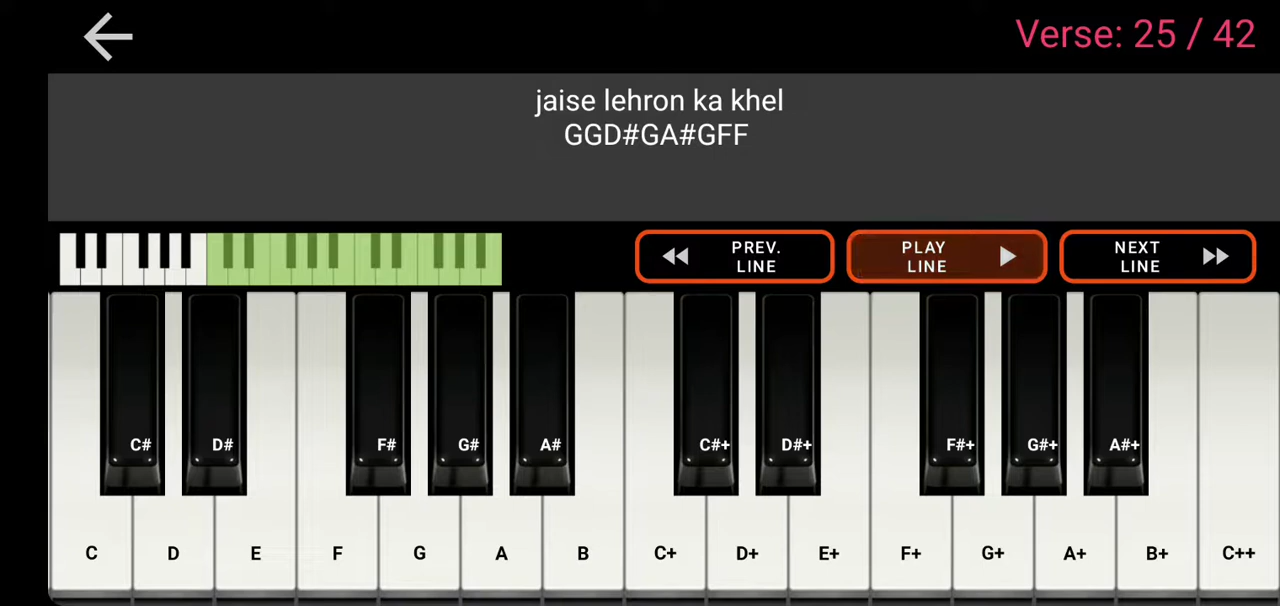 Verse: 25 / 42
jaise lehron ka khel
GGD#GA#GFF
PREV.
LINE
PLAY
LINE
NEXT
LINE
C# D# F# G# A# C#+ D#+ F#+ G#+ A#+
C D E F G A B C+ D+ E+ F+ G+ A+ B+ C++